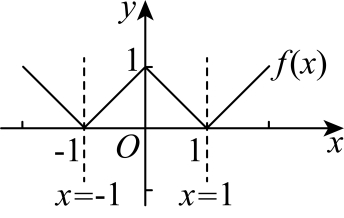 y
1
f(x)
-1 O 1 x
x=-1 x=1